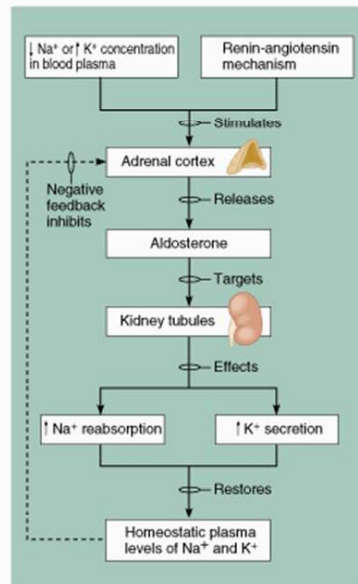 ↓ Na⁺ or ↑ K⁺ concentration
in blood plasma
Renin-angiotensin
mechanism
Stimulates
Adrenal cortex
Negative
feedback
inhibits
Releases
Aldosterone
Targets
Kidney tubules
Effects
↑ Na⁺ reabsorption
↑ K⁺ secretion
Restores
Homeostatic plasma
levels of Na⁺ and K⁺